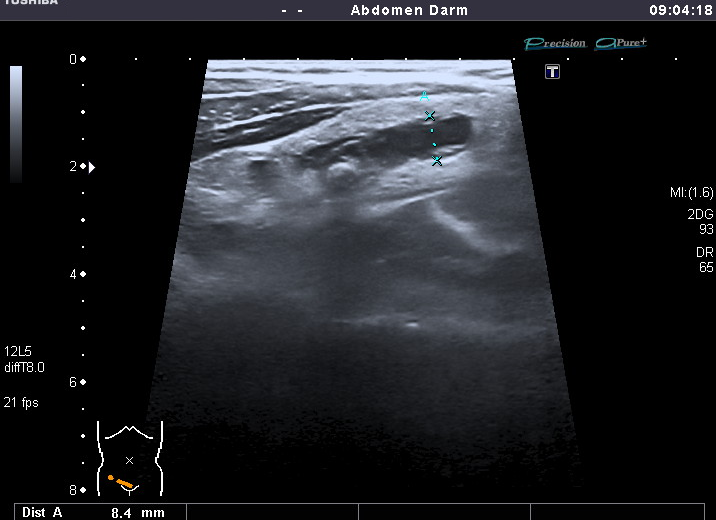 TOSHIBA
- - Abdomen Darm 09:04:18
Precision APure+
T
0
A
2
MI:(1.6)
2DG
93
DR
65
4
12L5
diffT8.0
6
21 fps
8
Dist A 8.4 mm